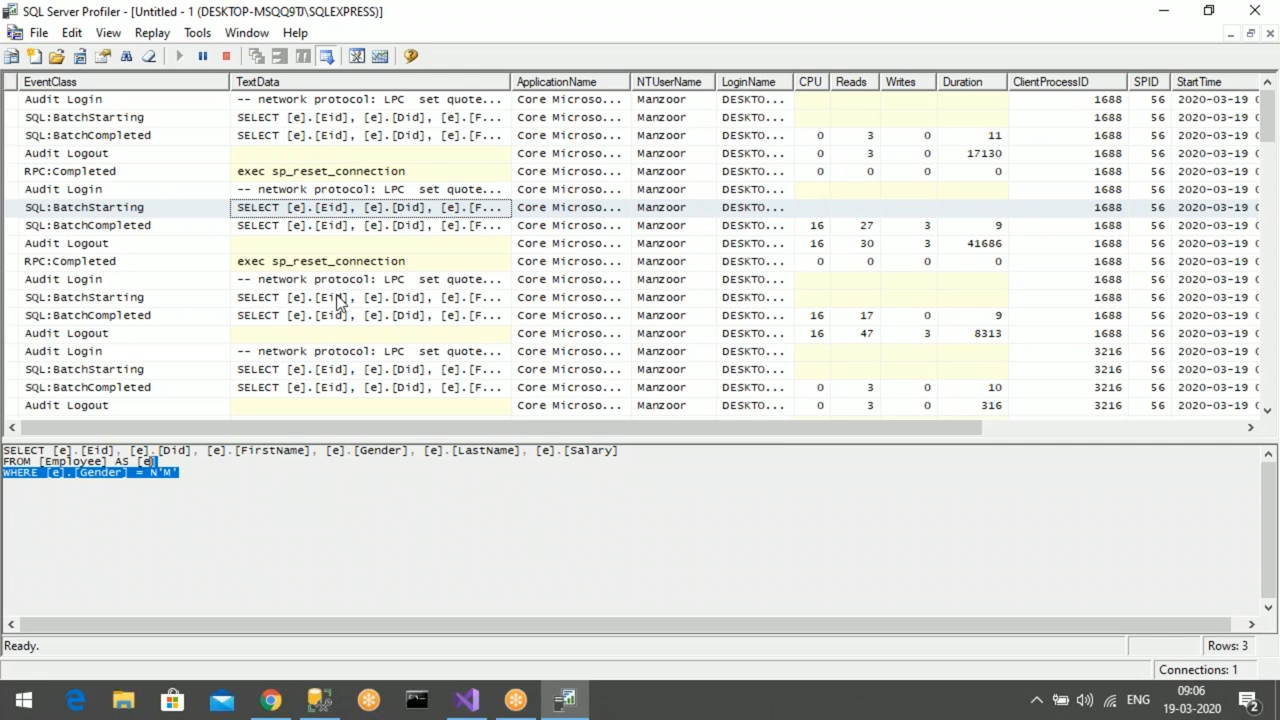 SQL Server Profiler - [Untitled - 1 (DESKTOP-MSQQ9TJ\SQLEXPRESS)]
File Edit View Replay Tools Window Help
EventClass TextData ApplicationName NTUserName LoginName CPU Reads Writes Duration ClientProcessID SPID StartTime
Audit Login -- network protocol: LPC set quote... Core Microso... Manzoor DESKTO... 1688 56 2020-03-19
SQL:BatchStarting SELECT [e].[Eid], [e].[Did], [e].[F... Core Microso... Manzoor DESKTO... 1688 56 2020-03-19
SQL:BatchCompleted SELECT [e].[Eid], [e].[Did], [e].[F... Core Microso... Manzoor DESKTO... 0 3 0 11 1688 56 2020-03-19
Audit Logout Core Microso... Manzoor DESKTO... 0 3 0 17130 1688 56 2020-03-19
RPC:Completed exec sp_reset_connection Core Microso... Manzoor DESKTO... 0 0 0 0 1688 56 2020-03-19
Audit Login -- network protocol: LPC set quote... Core Microso... Manzoor DESKTO... 1688 56 2020-03-19
SQL:BatchStarting SELECT [e].[Eid], [e].[Did], [e].[F... Core Microso... Manzoor DESKTO... 1688 56 2020-03-19
SQL:BatchCompleted SELECT [e].[Eid], [e].[Did], [e].[F... Core Microso... Manzoor DESKTO... 16 27 3 9 1688 56 2020-03-19
Audit Logout Core Microso... Manzoor DESKTO... 16 30 3 41686 1688 56 2020-03-19
RPC:Completed exec sp_reset_connection Core Microso... Manzoor DESKTO... 0 0 0 0 1688 56 2020-03-19
Audit Login -- network protocol: LPC set quote... Core Microso... Manzoor DESKTO... 1688 56 2020-03-19
SQL:BatchStarting SELECT [e].[Eid], [e].[Did], [e].[F... Core Microso... Manzoor DESKTO... 1688 56 2020-03-19
SQL:BatchCompleted SELECT [e].[Eid], [e].[Did], [e].[F... Core Microso... Manzoor DESKTO... 16 17 0 9 1688 56 2020-03-19
Audit Logout Core Microso... Manzoor DESKTO... 16 47 3 8313 1688 56 2020-03-19
Audit Login -- network protocol: LPC set quote... Core Microso... Manzoor DESKTO... 3216 56 2020-03-19
SQL:BatchStarting SELECT [e].[Eid], [e].[Did], [e].[F... Core Microso... Manzoor DESKTO... 3216 56 2020-03-19
SQL:BatchCompleted SELECT [e].[Eid], [e].[Did], [e].[F... Core Microso... Manzoor DESKTO... 0 3 0 10 3216 56 2020-03-19
Audit Logout Core Microso... Manzoor DESKTO... 0 3 0 316 3216 56 2020-03-19
SELECT [e].[Eid], [e].[Did], [e].[FirstName], [e].[Gender], [e].[LastName], [e].[Salary]
FROM [Employee] AS [e]
WHERE [e].[Gender] = N'M'
Ready. Rows: 3
Connections: 1
ENG 09:06
19-03-2020 2